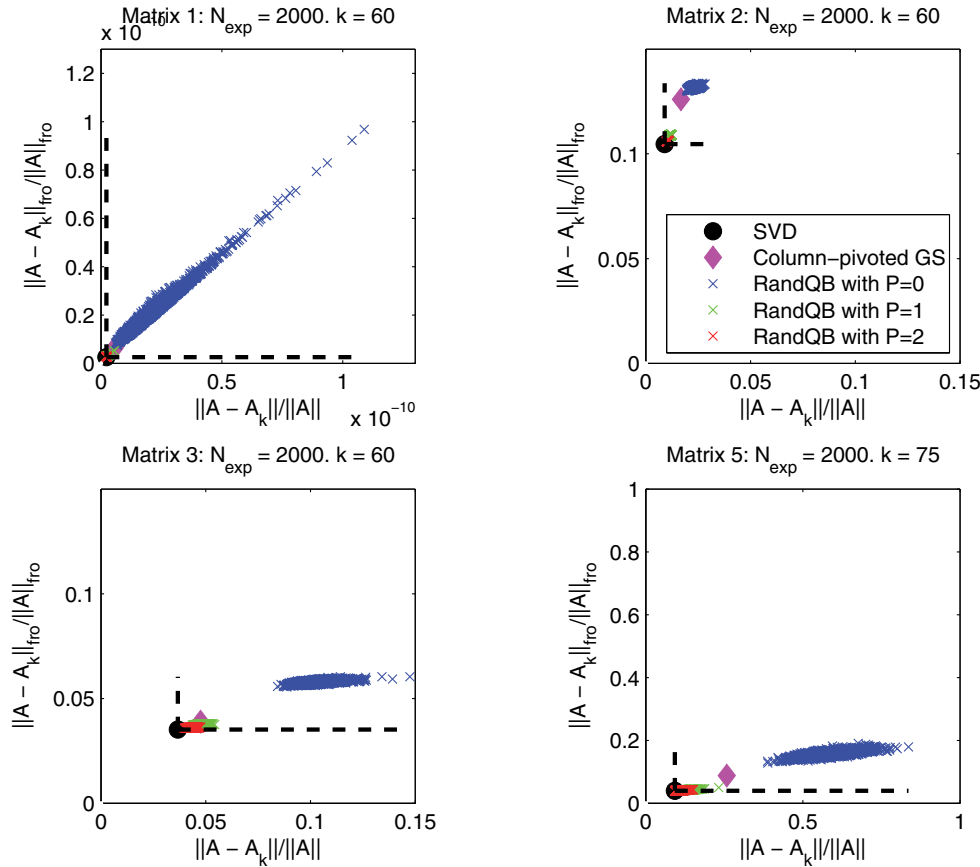 Matrix 1: N_exp = 2000. k = 60
x 10^−10
1.2
1
0.8
0.6
0.4
0.2
0
||A − A_k||_fro/||A||_fro
0
0.5
1
x 10^−10
||A − A_k||/||A||
Matrix 2: N_exp = 2000. k = 60
0.1
0.05
0
||A − A_k||_fro/||A||_fro
SVD
Column−pivoted GS
RandQB with P=0
RandQB with P=1
RandQB with P=2
0
0.05
0.1
0.15
||A − A_k||/||A||
Matrix 3: N_exp = 2000. k = 60
0.1
0.05
0
||A − A_k||_fro/||A||_fro
0
0.05
0.1
0.15
||A − A_k||/||A||
Matrix 5: N_exp = 2000. k = 75
1
0.8
0.6
0.4
0.2
0
||A − A_k||_fro/||A||_fro
0
0.5
1
||A − A_k||/||A||